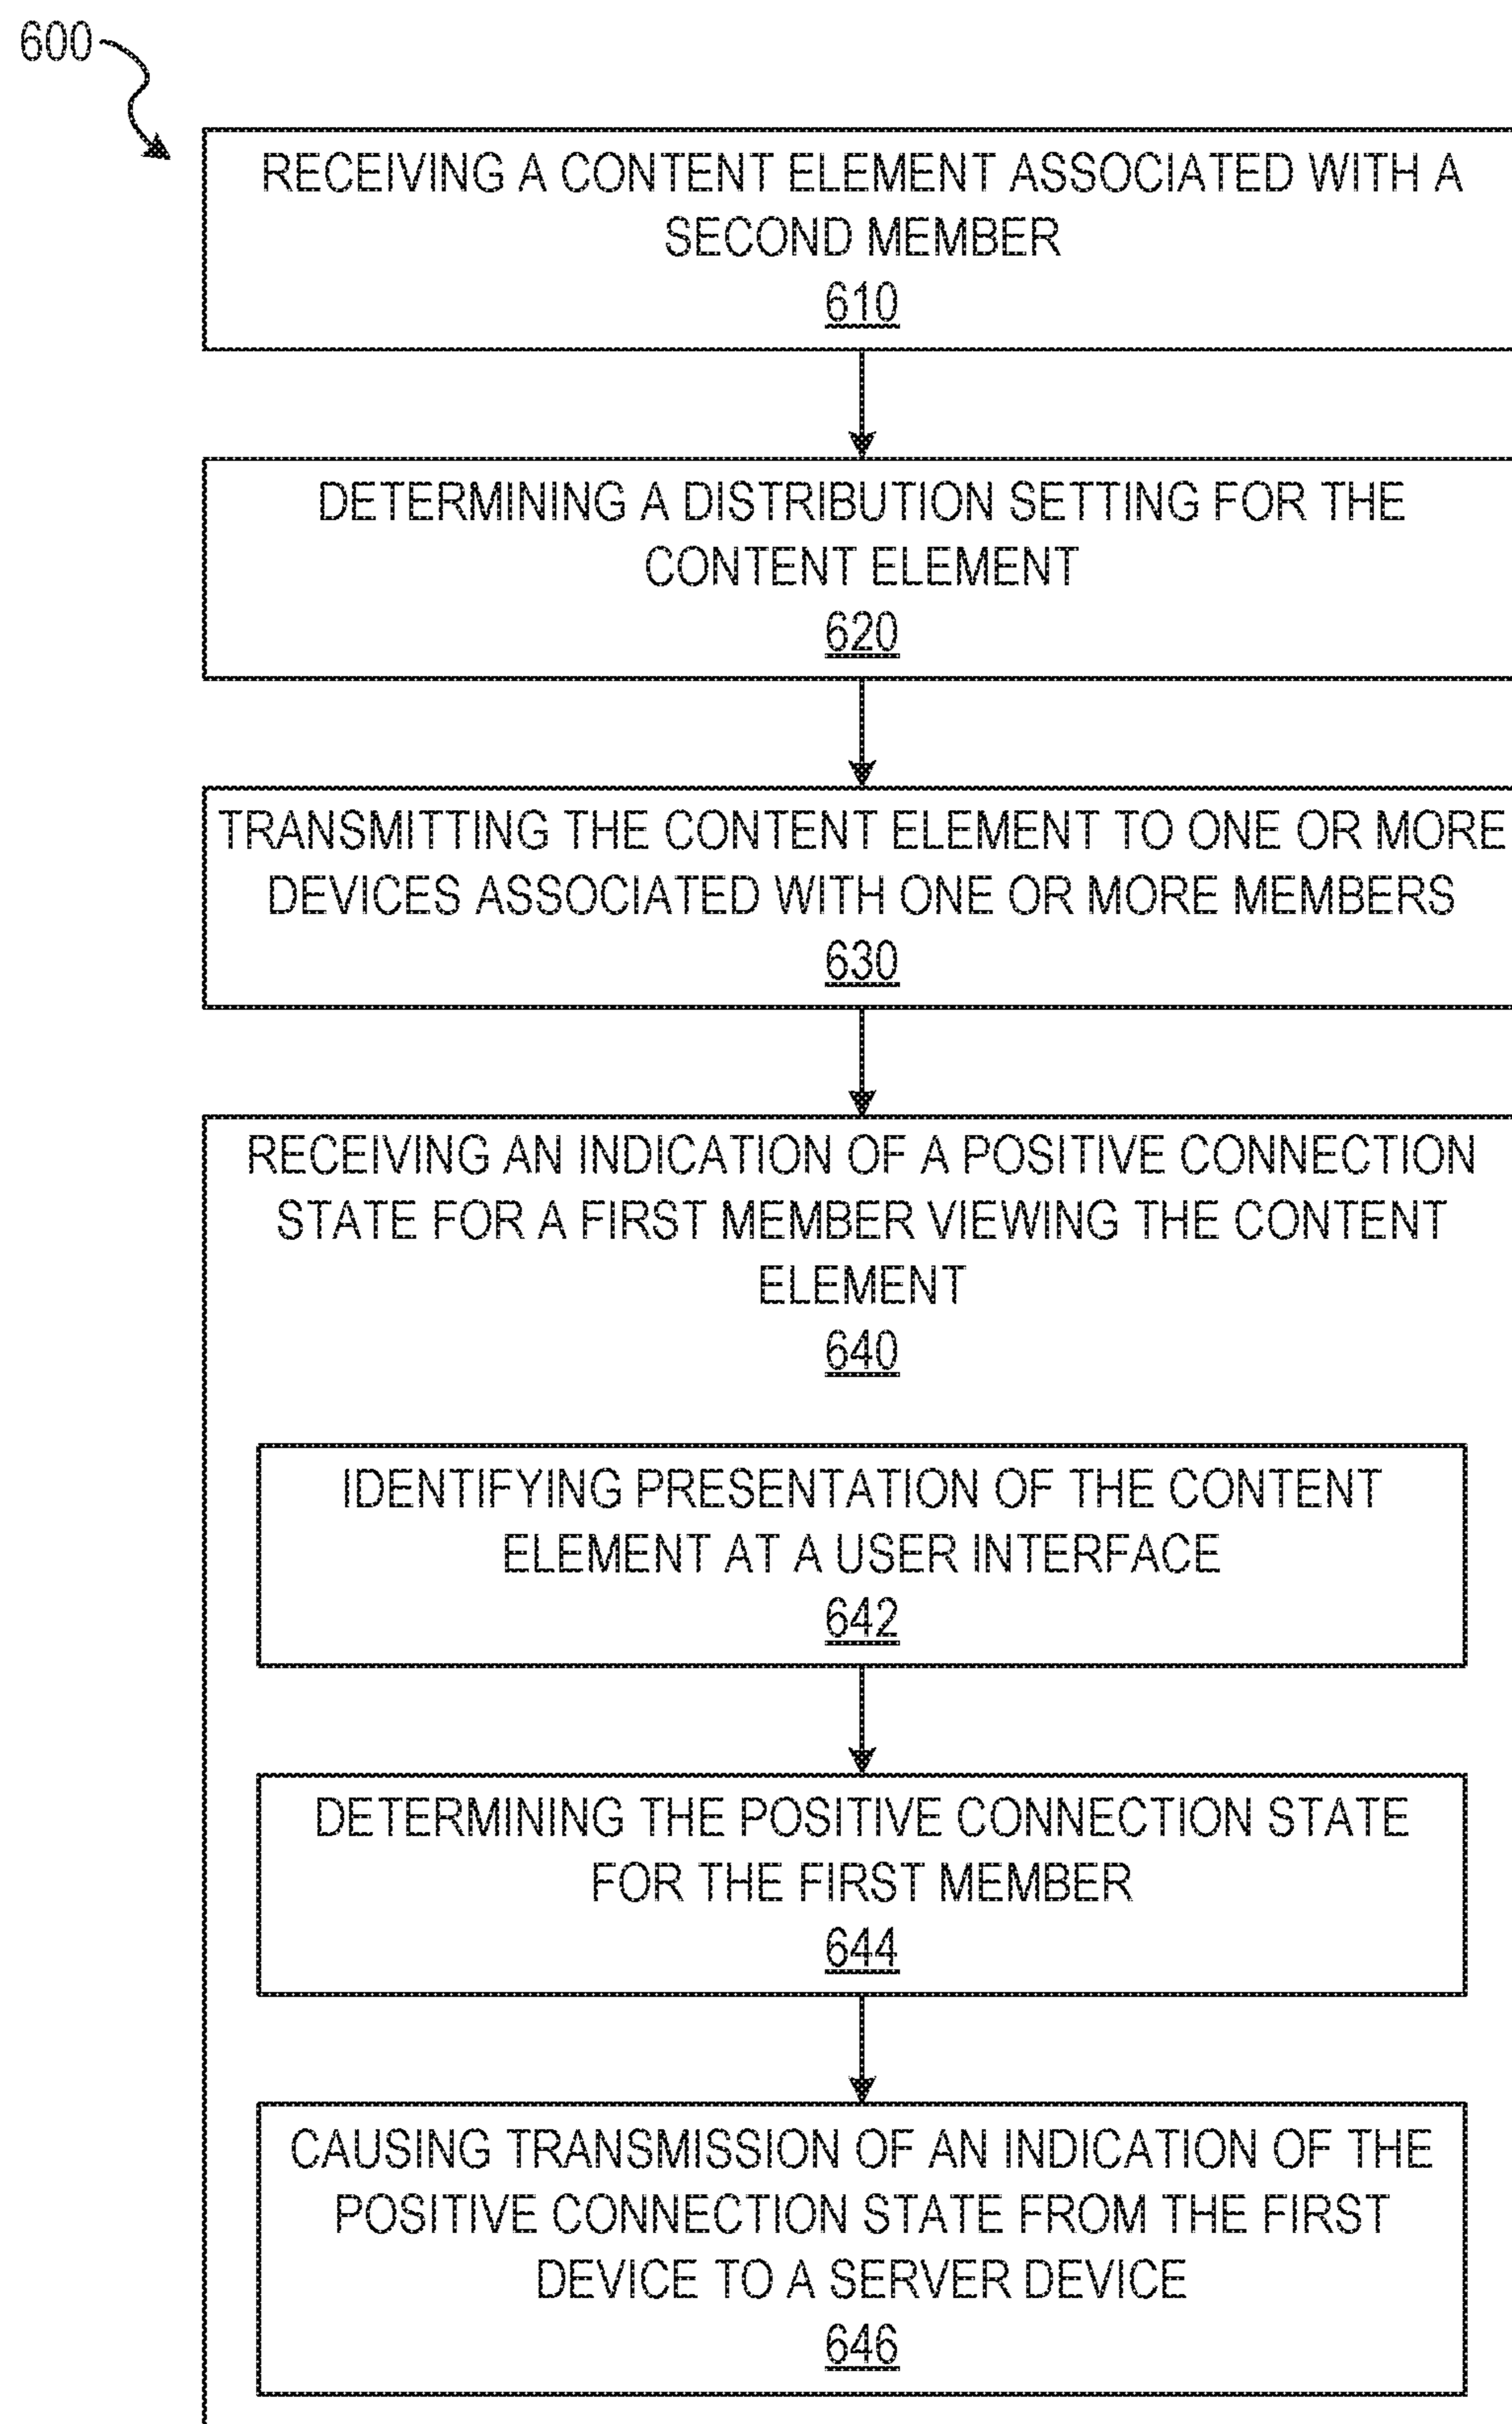 600
RECEIVING A CONTENT ELEMENT ASSOCIATED WITH A
SECOND MEMBER
610
DETERMINING A DISTRIBUTION SETTING FOR THE
CONTENT ELEMENT
620
TRANSMITTING THE CONTENT ELEMENT TO ONE OR MORE
DEVICES ASSOCIATED WITH ONE OR MORE MEMBERS
630
RECEIVING AN INDICATION OF A POSITIVE CONNECTION
STATE FOR A FIRST MEMBER VIEWING THE CONTENT
ELEMENT
640
IDENTIFYING PRESENTATION OF THE CONTENT
ELEMENT AT A USER INTERFACE
642
DETERMINING THE POSITIVE CONNECTION STATE
FOR THE FIRST MEMBER
644
CAUSING TRANSMISSION OF AN INDICATION OF THE
POSITIVE CONNECTION STATE FROM THE FIRST
DEVICE TO A SERVER DEVICE
646